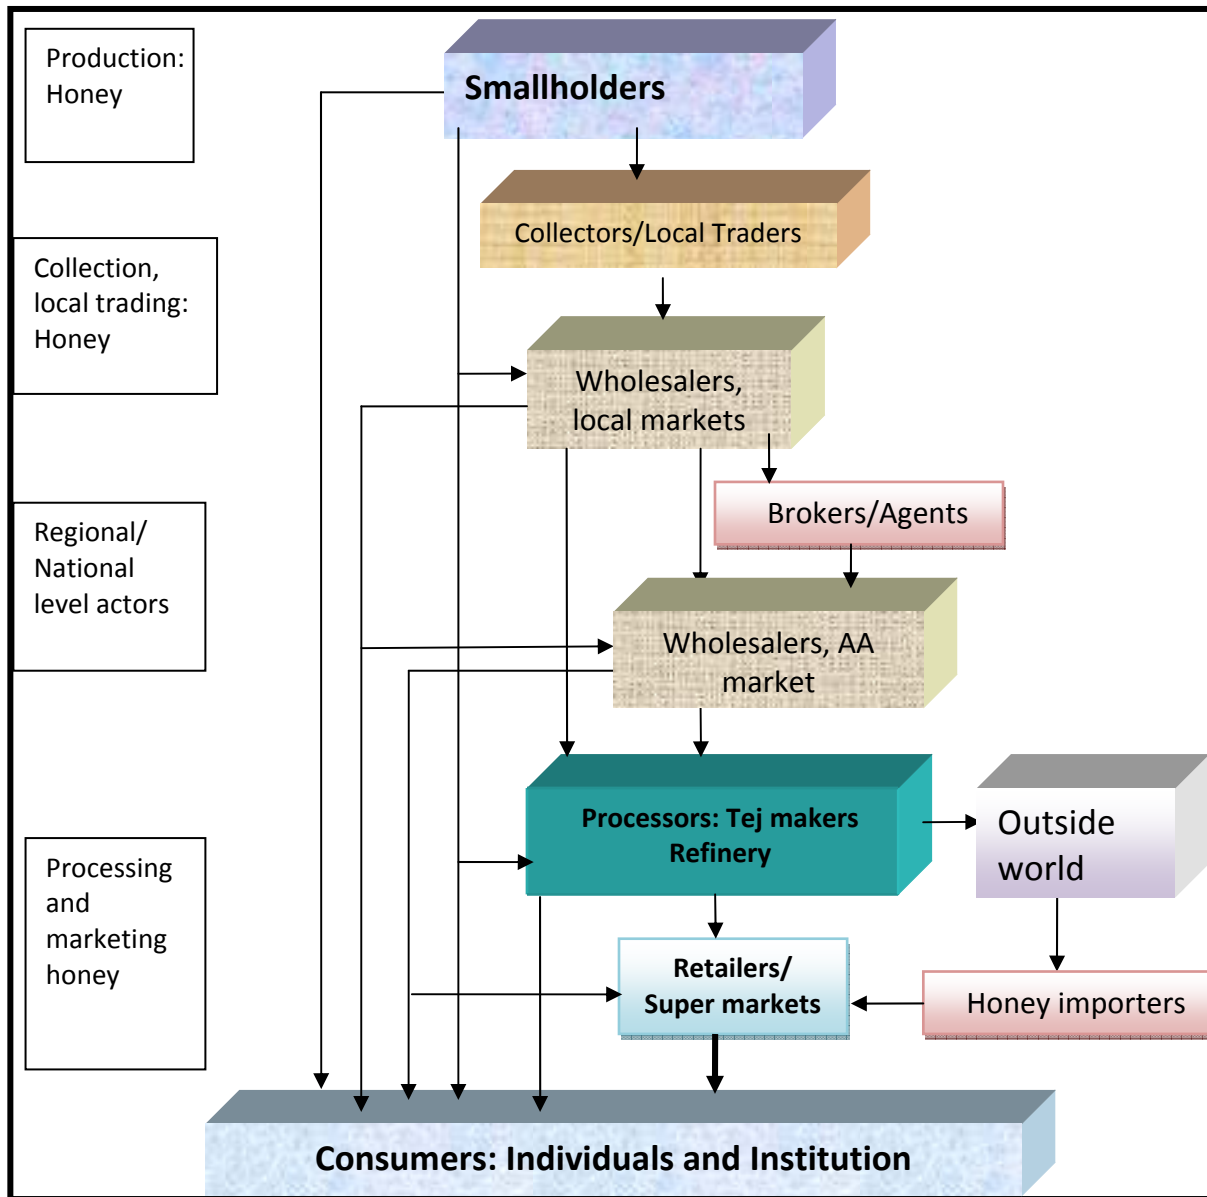 Production:
Honey
Smallholders
Collectors/Local Traders
Collection,
local trading:
Honey
Wholesalers,
local markets
Brokers/Agents
Regional/
National
level actors
Wholesalers, AA
market
Processors: Tej makers
Refinery
Outside
world
Processing
and
marketing
honey
Retailers/
Super markets
Honey importers
Consumers: Individuals and Institution